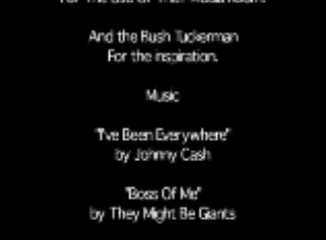 And the Rush Tuckerman
For the inspiration.
Music
"I've Been Everywhere"
by Johnny Cash
"Boss Of Me"
by They Might Be Giants